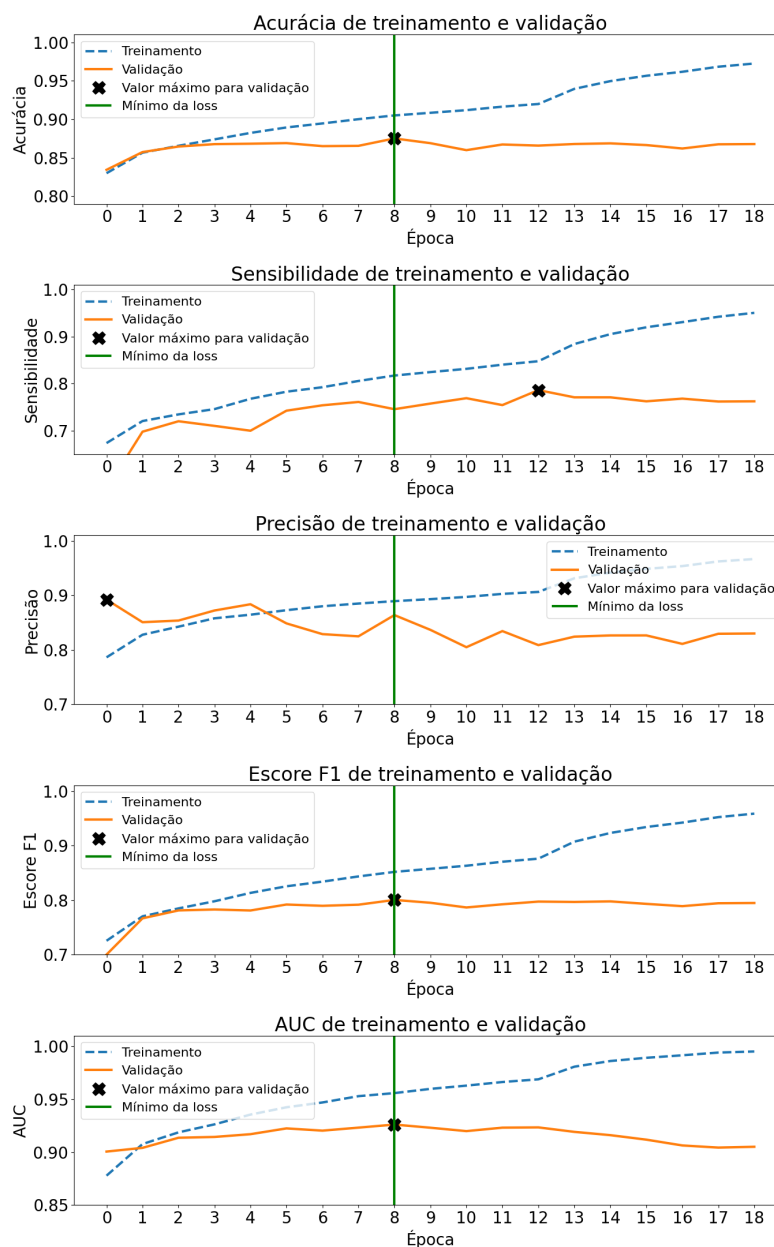 Acurácia de treinamento e validação
1.00
0.95
0.90
0.85
0.80
Acurácia
Treinamento
Validação
Valor máximo para validação
Mínimo da loss
0 1 2 3 4 5 6 7 8 9 10 11 12 13 14 15 16 17 18
Época
Sensibilidade de treinamento e validação
1.0
0.9
0.8
0.7
Sensibilidade
Treinamento
Validação
Valor máximo para validação
Mínimo da loss
0 1 2 3 4 5 6 7 8 9 10 11 12 13 14 15 16 17 18
Época
Precisão de treinamento e validação
1.0
0.9
0.8
0.7
Precisão
Treinamento
Validação
Valor máximo para validação
Mínimo da loss
0 1 2 3 4 5 6 7 8 9 10 11 12 13 14 15 16 17 18
Época
Escore F1 de treinamento e validação
1.0
0.9
0.8
0.7
Escore F1
Treinamento
Validação
Valor máximo para validação
Mínimo da loss
0 1 2 3 4 5 6 7 8 9 10 11 12 13 14 15 16 17 18
Época
AUC de treinamento e validação
1.00
0.95
0.90
0.85
AUC
Treinamento
Validação
Valor máximo para validação
Mínimo da loss
0 1 2 3 4 5 6 7 8 9 10 11 12 13 14 15 16 17 18
Época